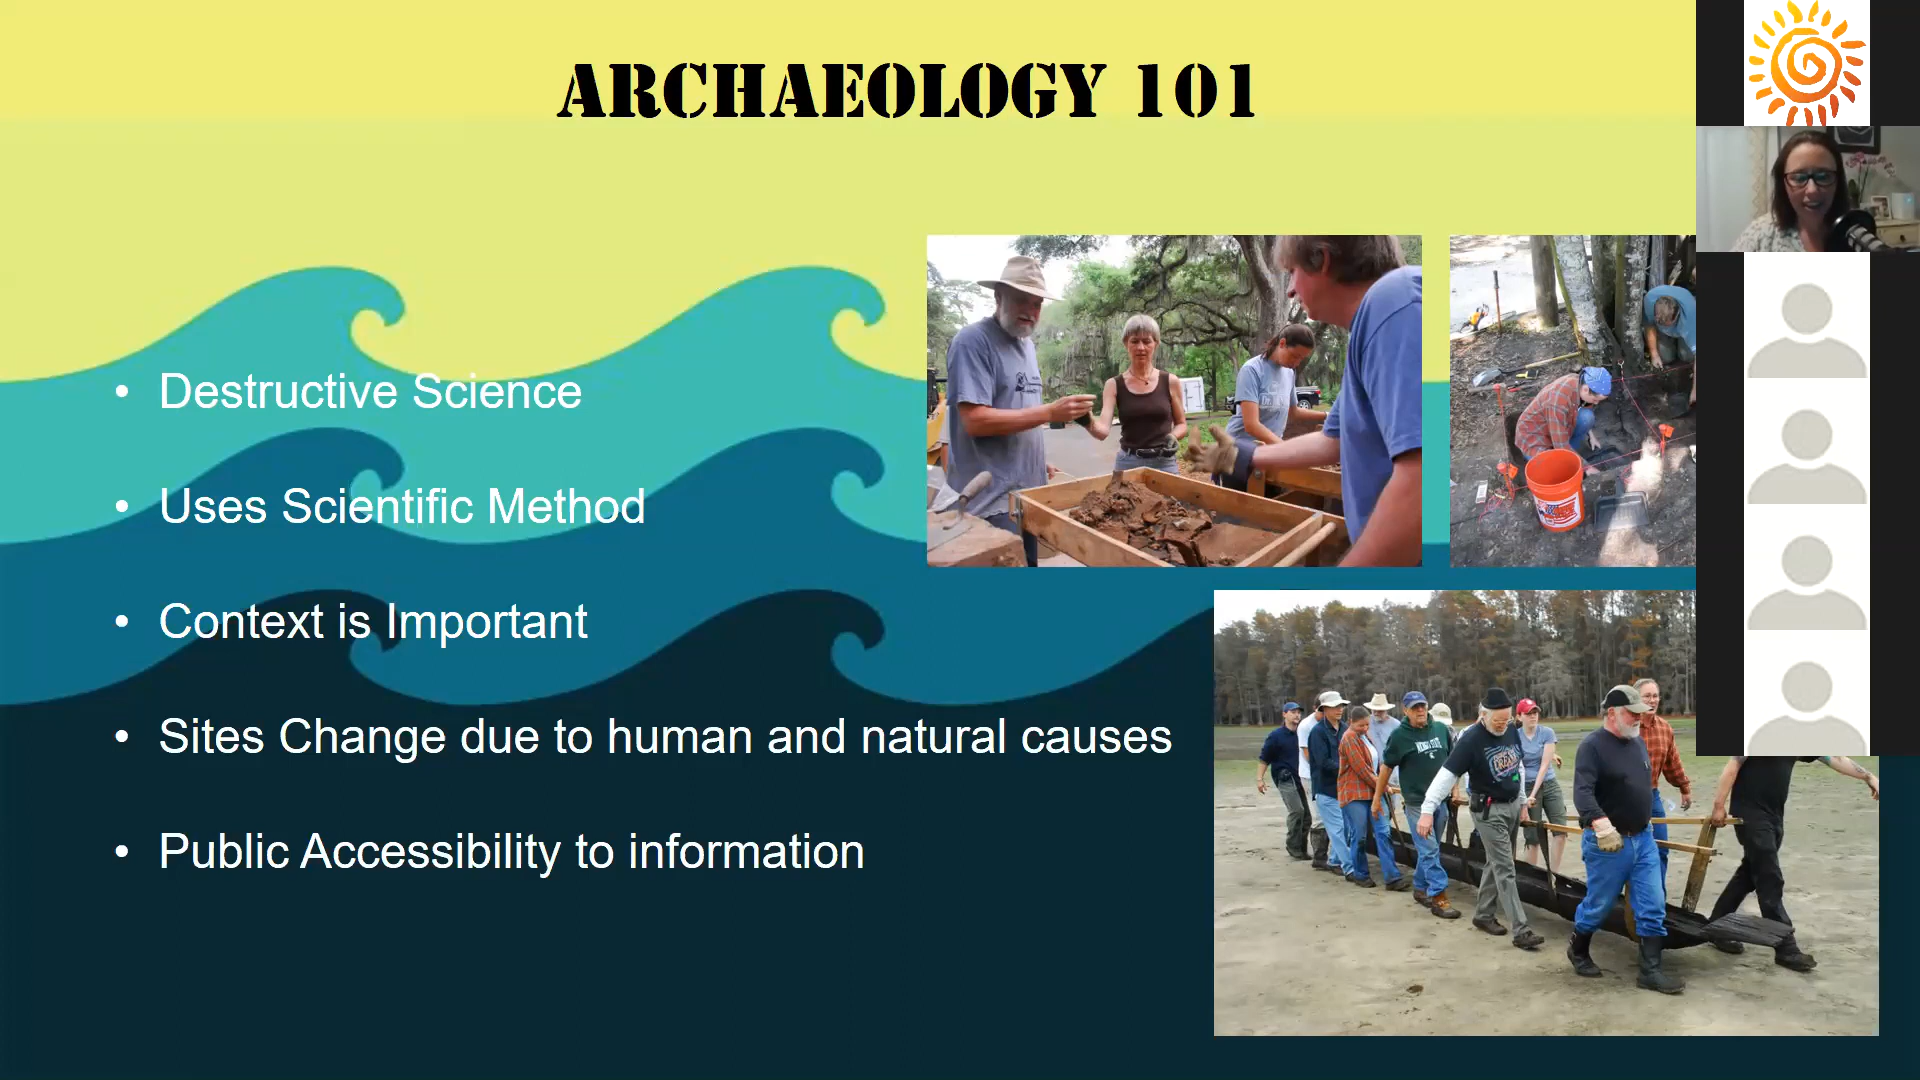 ARCHAEOLOGY 101
• Destructive Science
• Uses Scientific Method
• Context is Important
• Sites Change due to human and natural causes
• Public Accessibility to information